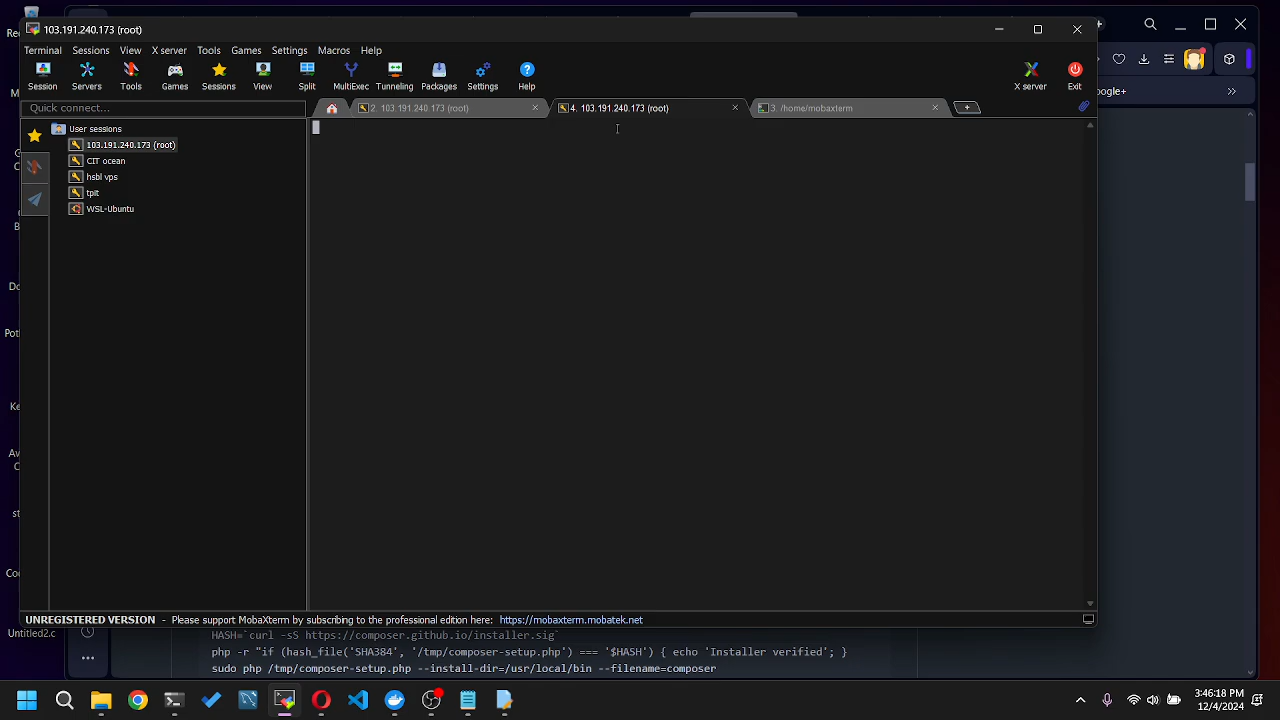 103.191.240.173 (root)
Terminal Sessions View X server Tools Games Settings Macros Help
Session Servers Tools Games Sessions View Split MultiExec Tunneling Packages Settings Help X server Exit
Quick connect...
2. 103.191.240.173 (root)
4. 103.191.240.173 (root)
3. /home/mobaxterm
oogle+
User sessions
103.191.240.173 (root)
CIT ocean
hsbl vps
tpit
WSL-Ubuntu
UNREGISTERED VERSION - Please support MobaXterm by subscribing to the professional edition here: https://mobaxterm.mobatek.net
Untitled2.c
HASH=`curl -sS https://composer.github.io/installer.sig`
php -r "if (hash_file('SHA384', '/tmp/composer-setup.php') === '$HASH') { echo 'Installer verified'; }
sudo php /tmp/composer-setup.php --install-dir=/usr/local/bin --filename=composer
3:46:18 PM
12/4/2024